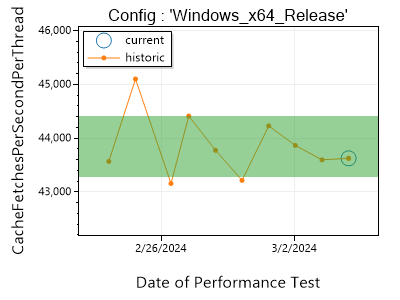 Config : 'Windows_x64_Release'
CacheFetchesPerSecondPerThread
46,000
45,000
44,000
43,000
current
historic
2/26/2024
3/2/2024
Date of Performance Test